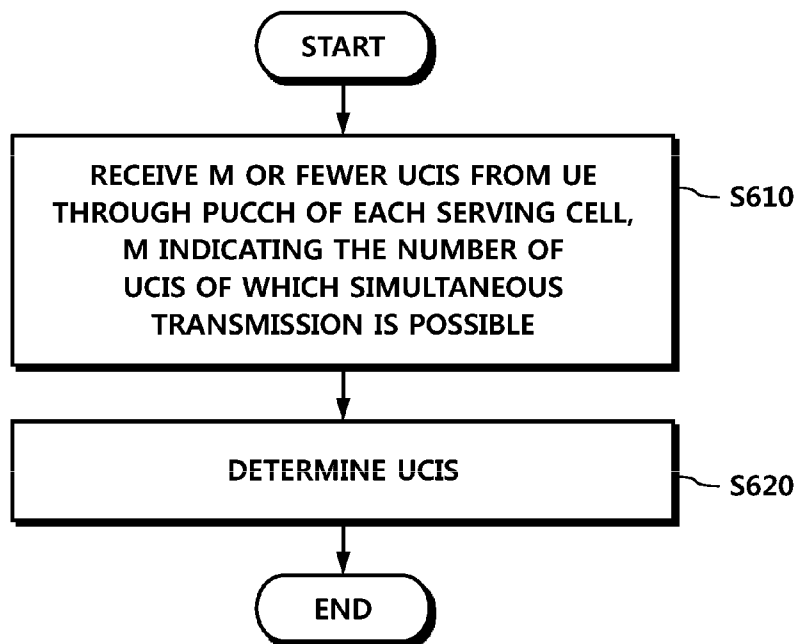 START
RECEIVE M OR FEWER UCIS FROM UE
THROUGH PUCCH OF EACH SERVING CELL,
M INDICATING THE NUMBER OF
UCIS OF WHICH SIMULTANEOUS
TRANSMISSION IS POSSIBLE
S610
DETERMINE UCIS
S620
END